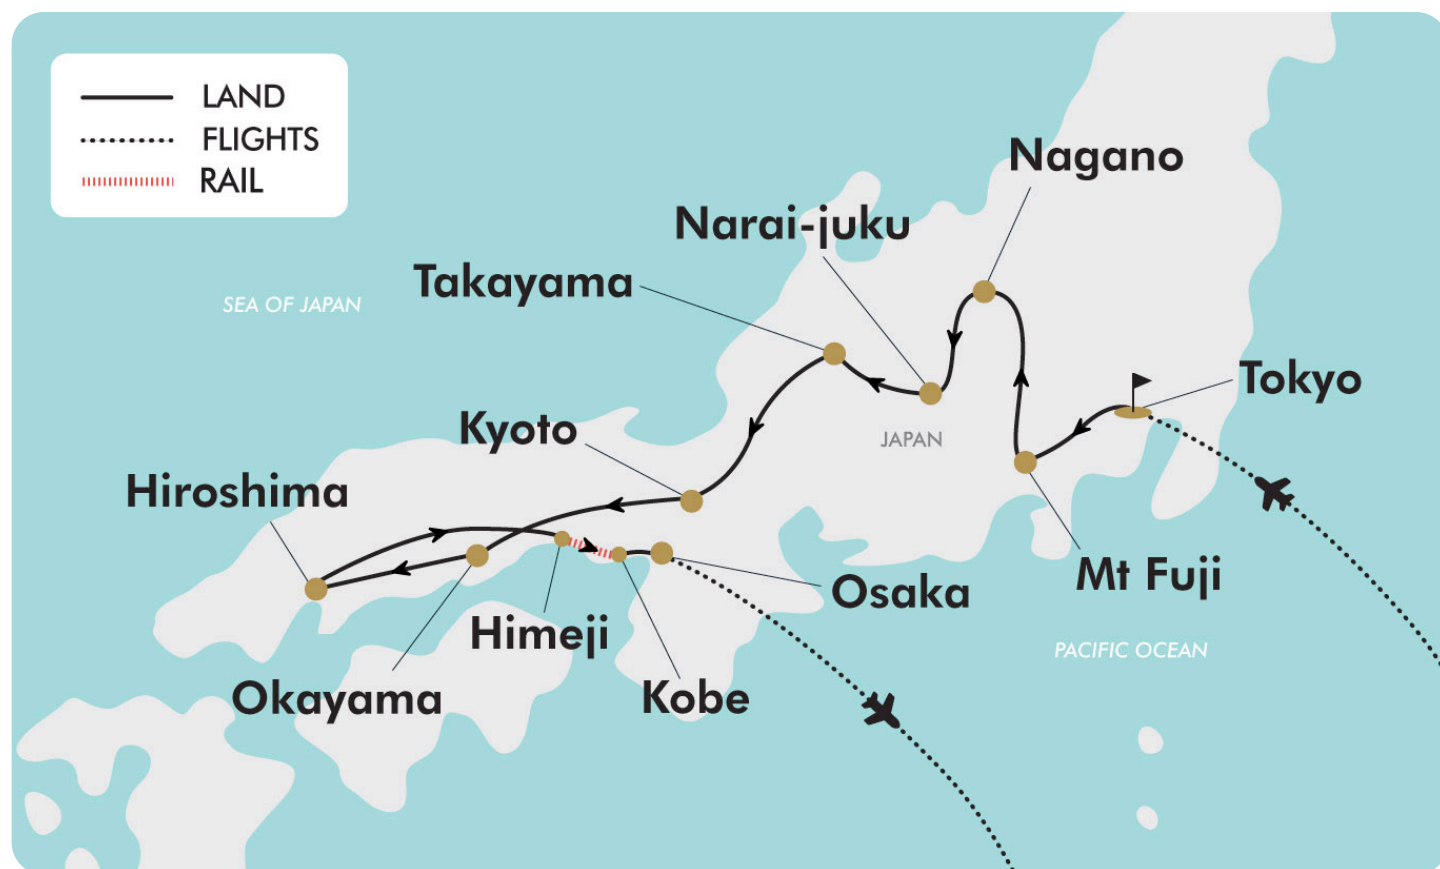 LAND
FLIGHTS
RAIL
Nagano
Narai-juku
Takayama
SEA OF JAPAN
Tokyo
Kyoto
JAPAN
Hiroshima
Mt Fuji
Osaka
Himeji
PACIFIC OCEAN
Okayama
Kobe